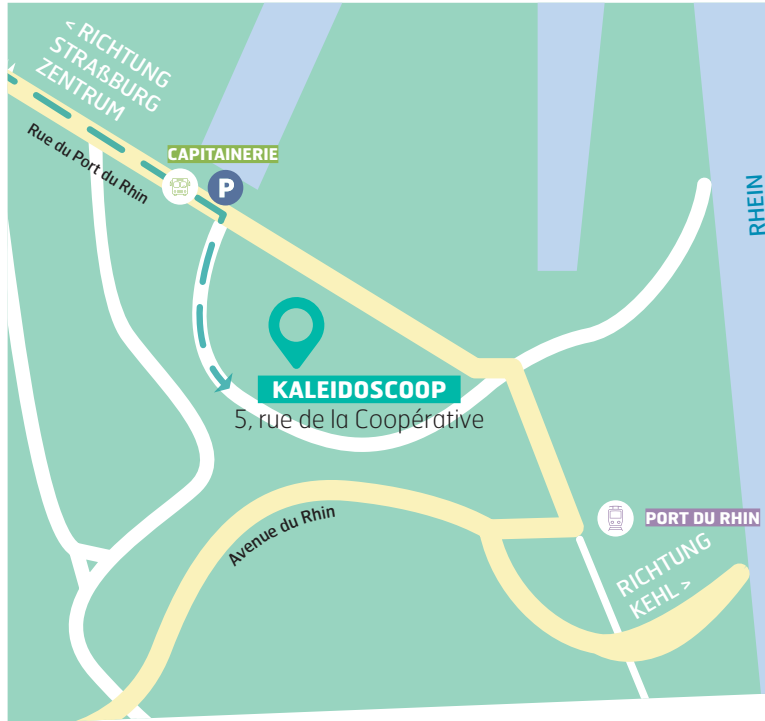 < RICHTUNG
STRAßBURG
ZENTRUM
Rue du Port du Rhin
CAPITAINERIE
P
RHEIN
KALEIDOSCOOP
5, rue de la Coopérative
Avenue du Rhin
PORT DU RHIN
RICHTUNG
KEHL >